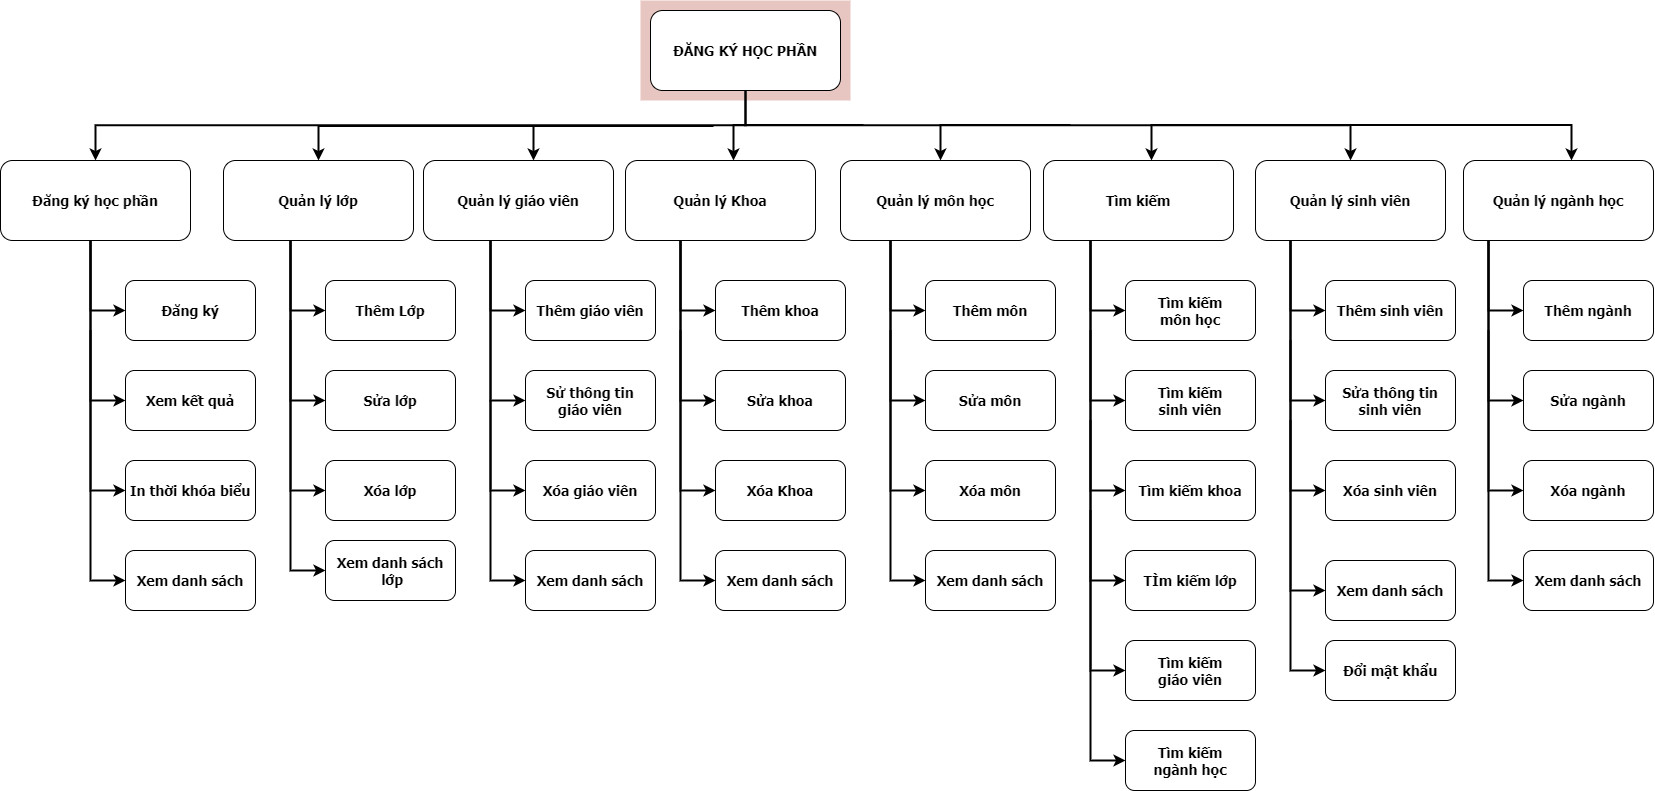 ĐĂNG KÝ HỌC PHẦN
Đăng ký học phần
Quản lý lớp
Quản lý giáo viên
Quản lý Khoa
Quản lý môn học
Tìm kiếm
Quản lý sinh viên
Quản lý ngành học
Đăng ký
Xem kết quả
In thời khóa biểu
Xem danh sách
Thêm Lớp
Sửa lớp
Xóa lớp
Xem danh sách
lớp
Thêm giáo viên
Sử thông tin
giáo viên
Xóa giáo viên
Xem danh sách
Thêm khoa
Sửa khoa
Xóa Khoa
Xem danh sách
Thêm môn
Sửa môn
Xóa môn
Xem danh sách
Tìm kiếm
môn học
Tìm kiếm
sinh viên
Tìm kiếm khoa
TÌm kiếm lớp
Tìm kiếm
giáo viên
Tìm kiếm
ngành học
Thêm sinh viên
Sửa thông tin
sinh viên
Xóa sinh viên
Xem danh sách
Đổi mật khẩu
Thêm ngành
Sửa ngành
Xóa ngành
Xem danh sách